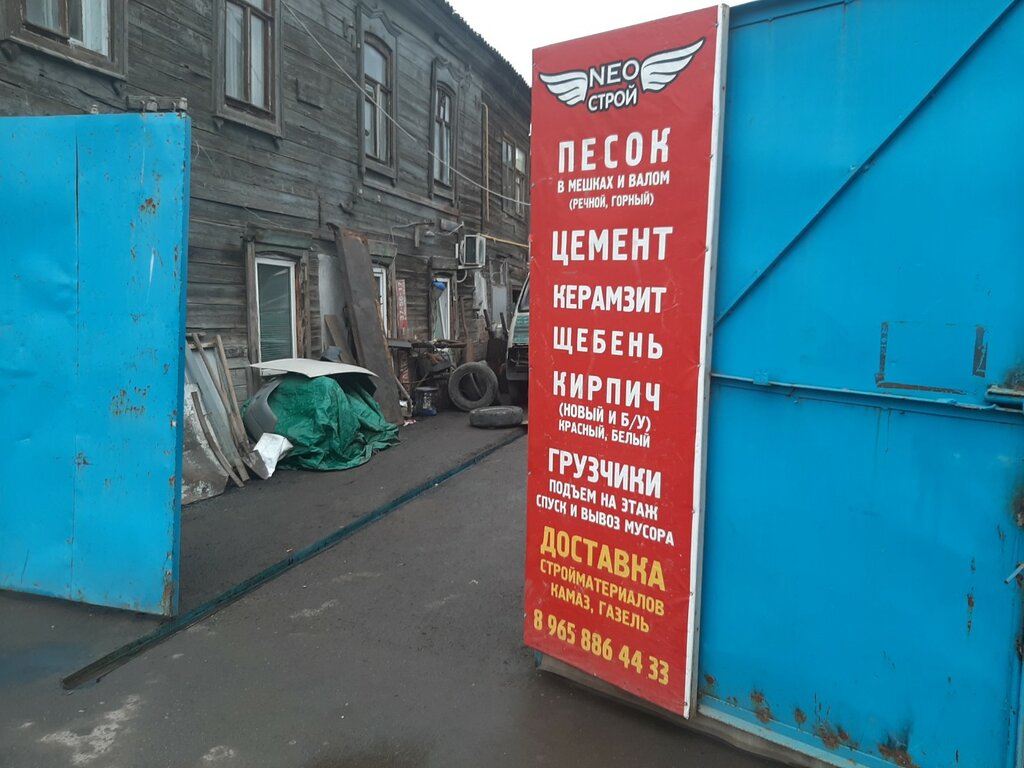 NEO
СТРОЙ
ПЕСОК
В МЕШКАХ И ВАЛОМ
(РЕЧНОЙ, ГОРНЫЙ)
ЦЕМЕНТ
КЕРАМЗИТ
ЩЕБЕНЬ
КИРПИЧ
(НОВЫЙ И Б/У)
КРАСНЫЙ, БЕЛЫЙ
ГРУЗЧИКИ
ПОДЪЕМ НА ЭТАЖ
СПУСК И ВЫВОЗ МУСОРА
ДОСТАВКА
СТРОЙМАТЕРИАЛОВ
КАМАЗ, ГАЗЕЛЬ
8 965 886 44 33